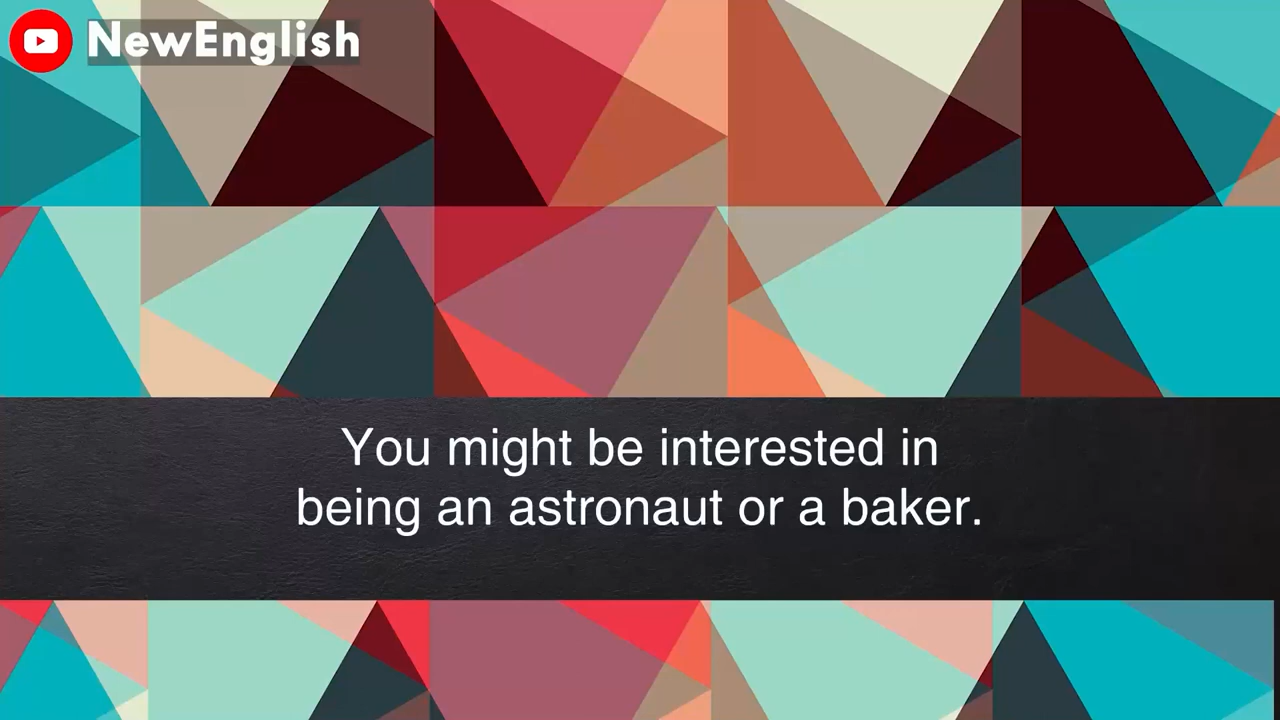 NewEnglish
You might be interested in
being an astronaut or a baker.